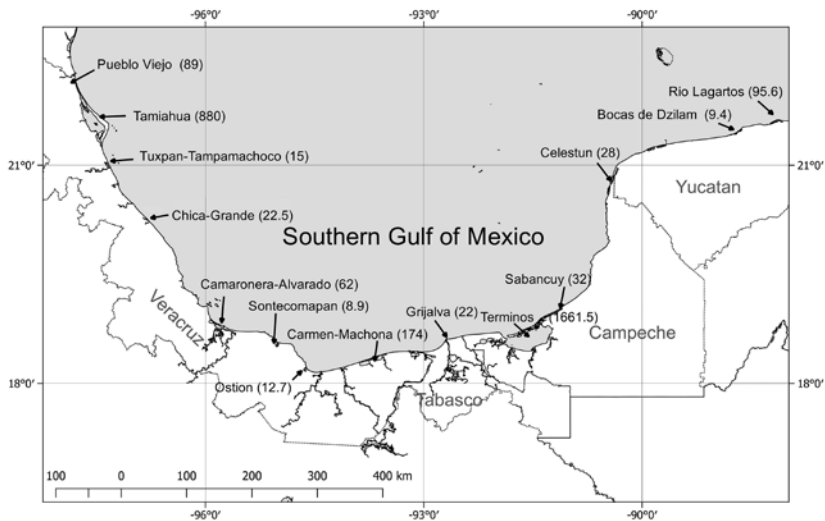 -96°0' -93°0' -90°0'
Pueblo Viejo (89)
Rio Lagartos (95.6)
Tamiahua (880)
Bocas de Dzilam (9.4)
Tuxpan-Tampamachoco (15)
Celestun (28)
21°0' 21°0'
Yucatan
Chica-Grande (22.5)
Southern Gulf of Mexico
Sabancuy (32)
Camaronera-Alvarado (62)
Veracruz
Sontecomapan (8.9)
Grijalva (22)
Terminos (1661.5)
Carmen-Machona (174)
Campeche
Ostion (12.7)
18°0' 18°0'
Tabasco
100 0 100 200 300 400 km
-96°0' -93°0' -90°0'